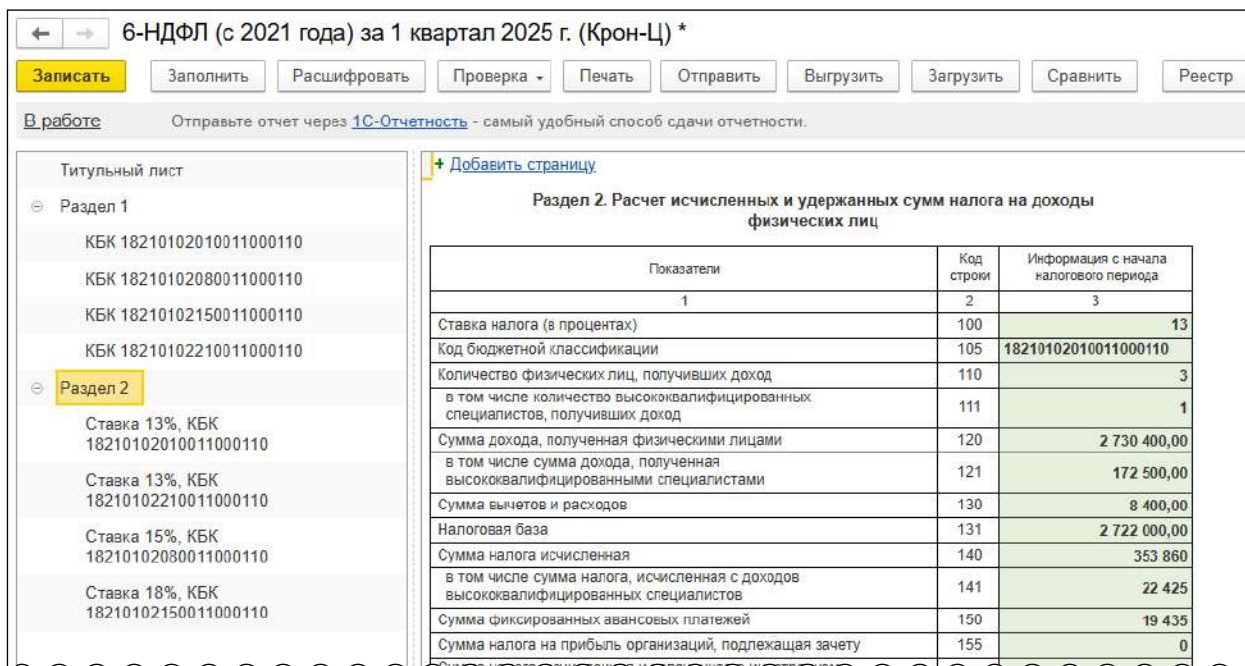 6-НДФЛ (с 2021 года) за 1 квартал 2025 г. (Крон-Ц) *
Записать Заполнить Расшифровать Проверка Печать Отправить Выгрузить Загрузить Сравнить Реестр
В работе Отправьте отчет через 1С-Отчетность - самый удобный способ сдачи отчетности.
Титульный лист
Раздел 1
КБК 18210102010011000110
КБК 18210102080011000110
КБК 18210102150011000110
КБК 18210102210011000110
Раздел 2
Ставка 13%, КБК
18210102010011000110
Ставка 13%, КБК
18210102210011000110
Ставка 15%, КБК
18210102080011000110
Ставка 18%, КБК
18210102150011000110
+ Добавить страницу
Раздел 2. Расчет исчисленных и удержанных сумм налога на доходы
физических лиц
Показатели Код строки Информация с начала налогового периода
1 2 3
Ставка налога (в процентах) 100 13
Код бюджетной классификации 105 18210102010011000110
Количество физических лиц, получивших доход 110 3
в том числе количество высококвалифицированных
специалистов, получивших доход 111 1
Сумма дохода, полученная физическими лицами 120 2 730 400,00
в том числе сумма дохода, полученная
высококвалифицированными специалистами 121 172 500,00
Сумма вычетов и расходов 130 8 400,00
Налоговая база 131 2 722 000,00
Сумма налога исчисленная 140 353 860
в том числе сумма налога, исчисленная с доходов
высококвалифицированных специалистов 141 22 425
Сумма фиксированных авансовых платежей 150 19 435
Сумма налога на прибыль организаций, подлежащая зачету 155 0